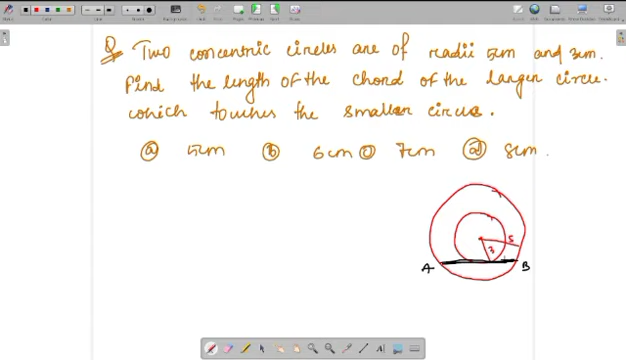 Q Two concentric circles are of radii 5cm and 3cm.
Find the length of the chord of the larger circle
which touches the smaller circle.
(a) 5cm (b) 6cm (c) 7cm (d) 8cm.
5
3
A B